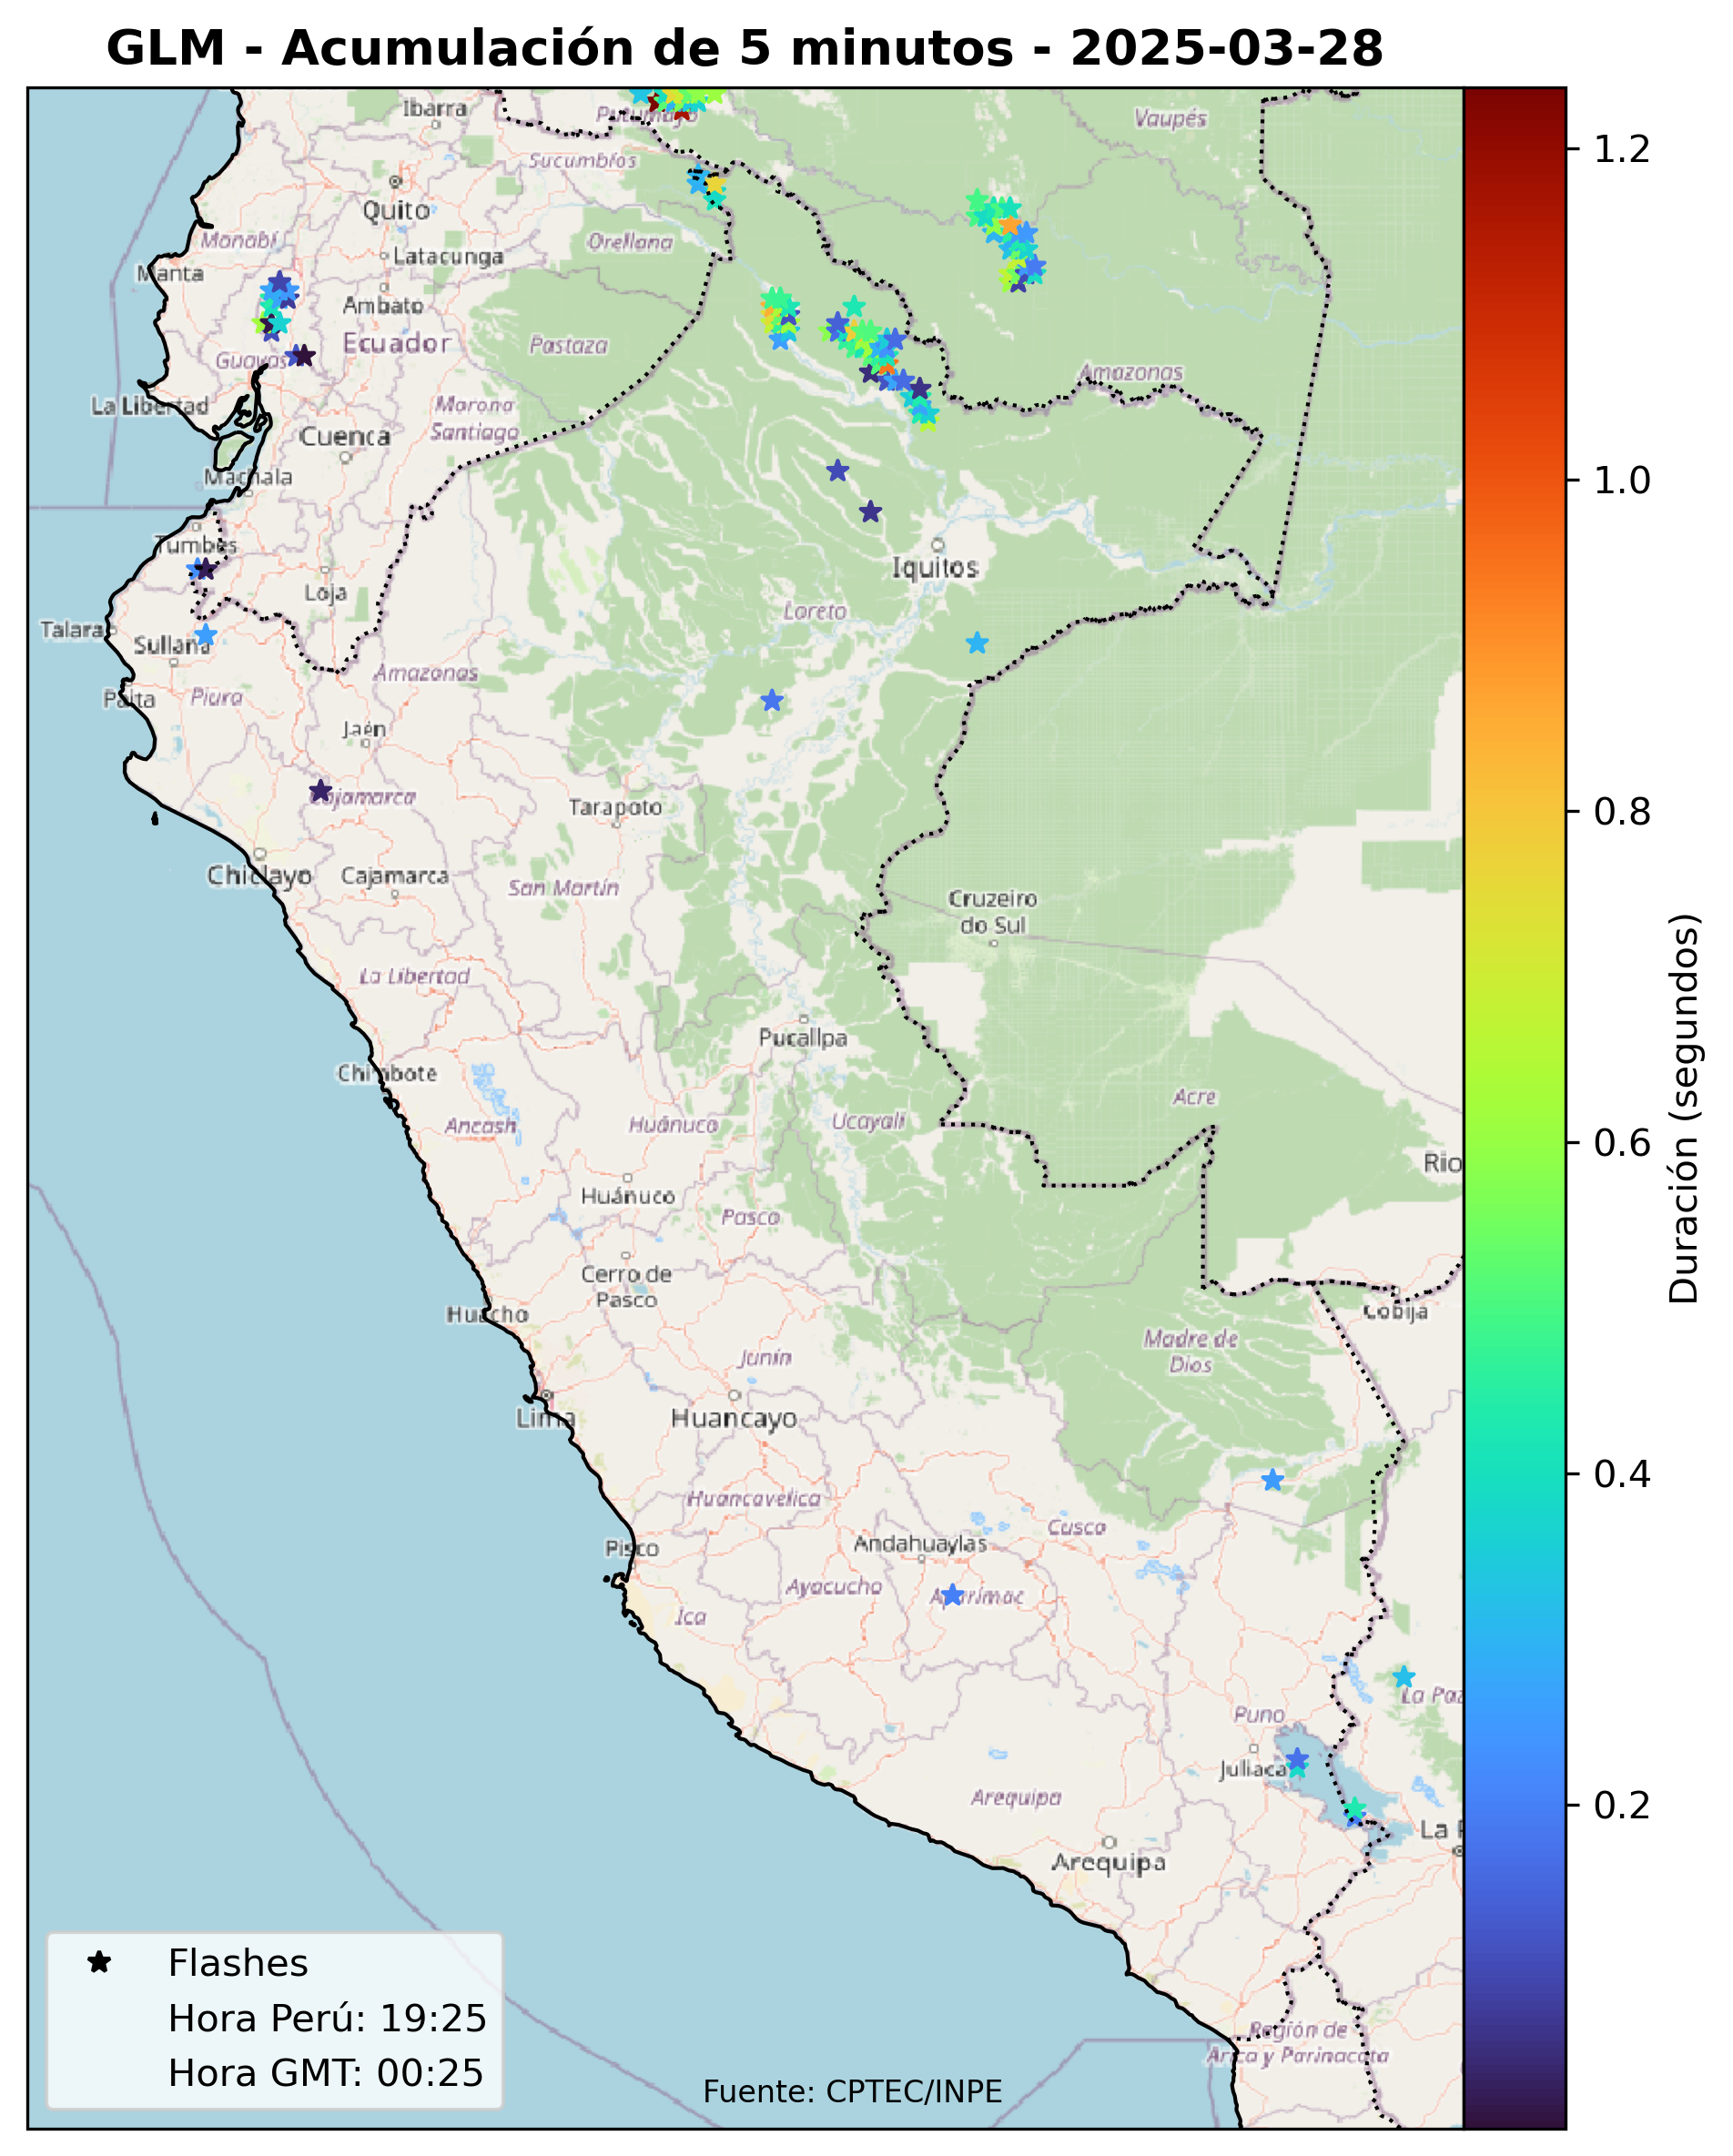 GLM - Acumulación de 5 minutos - 2025-03-28
Ibarra
Putumayo
Vaupés
Sucumbíos
Quito
Manabí
Orellana
Latacunga
Manta
Ambato
Ecuador
Pastaza
Guayas
Amazonas
La Libertad
Morona
Santiago
Cuenca
Machala
Tumbes
Iquitos
Loja
Loreto
Talara
Sullana
Amazonas
Paita
Piura
Jaén
Cajamarca
Tarapoto
Chiclayo
Cajamarca
San Martín
Cruzeiro
do Sul
La Libertad
Pucallpa
Chimbote
Acre
Ancash
Huánuco
Ucayali
Rio
Huánuco
Pasco
Cerro de
Pasco
Huacho
Cobija
Madre de
Dios
Junín
Lima
Huancayo
Huancavelica
Cusco
Pisco
Andahuaylas
Ayacucho
Apurímac
Ica
La Paz
Puno
Juliaca
Arequipa
La P
Arequipa
Región de
Arica y Parinacota
Flashes
Hora Perú: 19:25
Hora GMT: 00:25
Fuente: CPTEC/INPE
1.2
1.0
0.8
0.6
0.4
0.2
Duración (segundos)